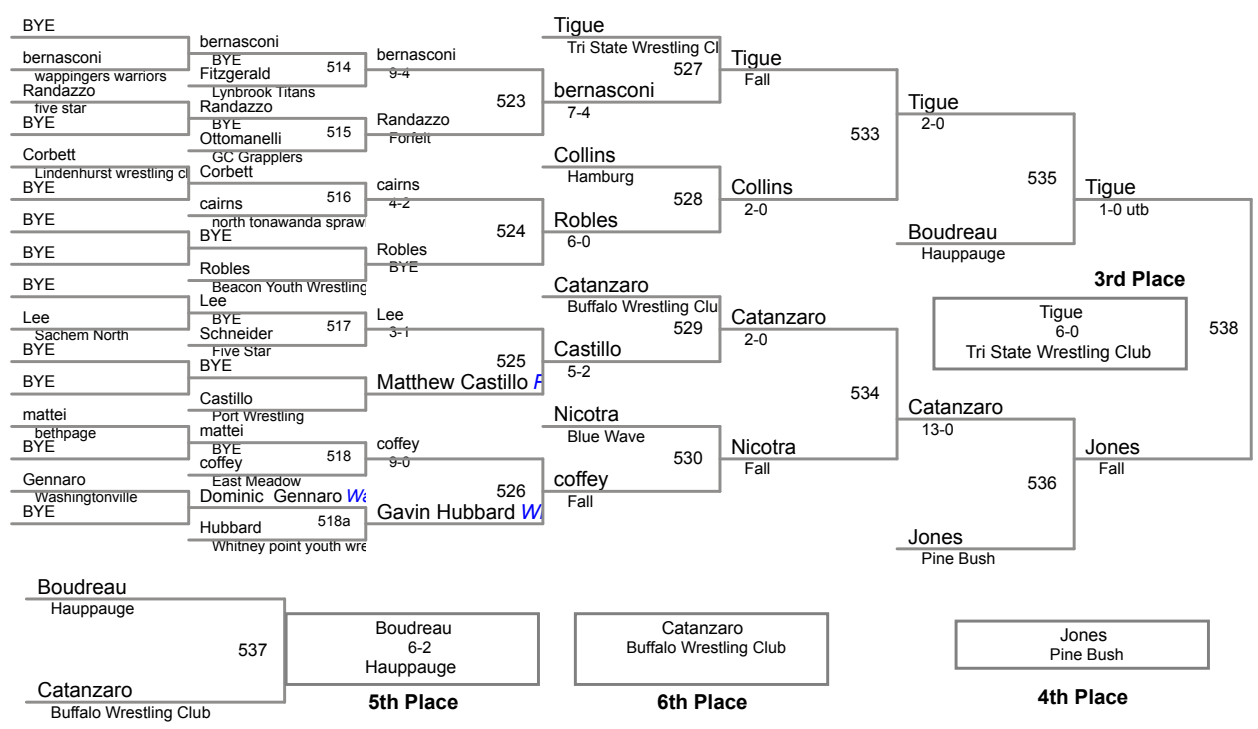 BYE
bernasconi
wappingers warriors
Randazzo
five star
BYE
Corbett
Lindenhurst wrestling cl
BYE
BYE
BYE
BYE
Lee
Sachem North
BYE
BYE
mattei
bethpage
BYE
Gennaro
Washingtonville
BYE
bernasconi
BYE
Fitzgerald
514
Lynbrook Titans
Randazzo
BYE
Ottomanelli
515
GC Grapplers
Corbett
cairns
516
north tonawanda spraw
BYE
Robles
Beacon Youth Wrestling
Lee
BYE
Schneider
517
Five Star
BYE
Castillo
Port Wrestling
mattei
BYE
coffey
518
East Meadow
Dominic Gennaro Wa
Hubbard
518a
Whitney point youth wre
bernasconi
9-4
523
Randazzo
Forfeit
cairns
4-2
524
Robles
BYE
Lee
3-1
525
Matthew Castillo
coffey
9-0
526
Gavin Hubbard
Tigue
Tri State Wrestling Cl
527
bernasconi
7-4
Collins
Hamburg
528
Robles
6-0
Catanzaro
Buffalo Wrestling Clu
529
Castillo
5-2
Nicotra
Blue Wave
530
coffey
Fall
Tigue
Fall
533
Collins
2-0
Catanzaro
2-0
534
Nicotra
Fall
Tigue
2-0
535
Boudreau
Hauppauge
Catanzaro
13-0
536
Jones
Pine Bush
Tigue
1-0 utb
3rd Place
Tigue
6-0
Tri State Wrestling Club
538
Jones
Fall
Boudreau
Hauppauge
537
Catanzaro
Buffalo Wrestling Club
Boudreau
6-2
Hauppauge
5th Place
Catanzaro
Buffalo Wrestling Club
6th Place
Jones
Pine Bush
4th Place